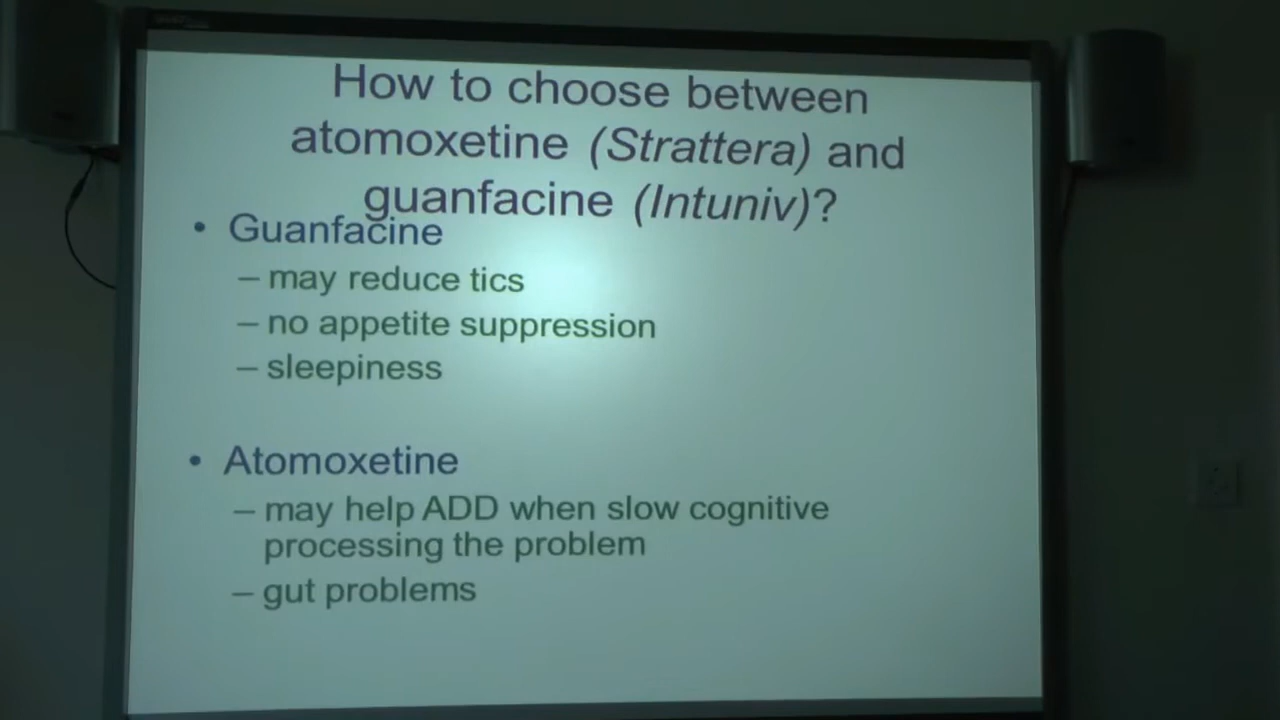 How to choose between
atomoxetine (Strattera) and
guanfacine (Intuniv)?
• Guanfacine
– may reduce tics
– no appetite suppression
– sleepiness
• Atomoxetine
– may help ADD when slow cognitive
processing the problem
– gut problems